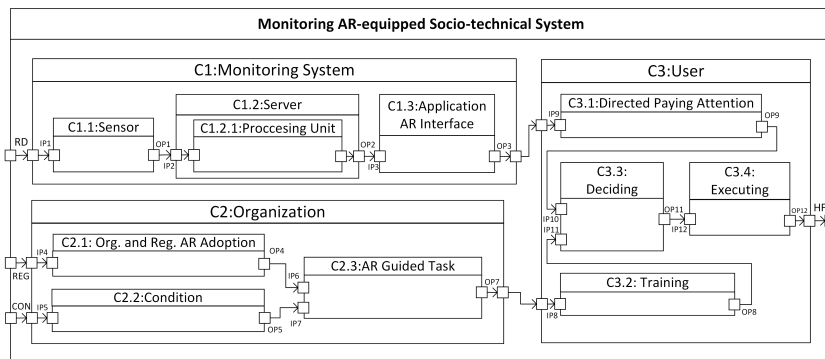 Monitoring AR-equipped Socio-technical System
C1:Monitoring System
C1.1:Sensor
C1.2:Server
C1.2.1:Proccesing Unit
C1.3:Application
AR Interface
RD
IP1
OP1
IP2
OP2
IP3
OP3
C2:Organization
C2.1: Org. and Reg. AR Adoption
C2.2:Condition
C2.3:AR Guided Task
REG
CON
IP4
OP4
IP5
OP5
IP6
IP7
OP7
C3:User
C3.1:Directed Paying Attention
IP9
OP9
C3.3:
Deciding
C3.4:
Executing
IP10
IP11
OP11
IP12
OP12
HF
C3.2: Training
IP8
OP8